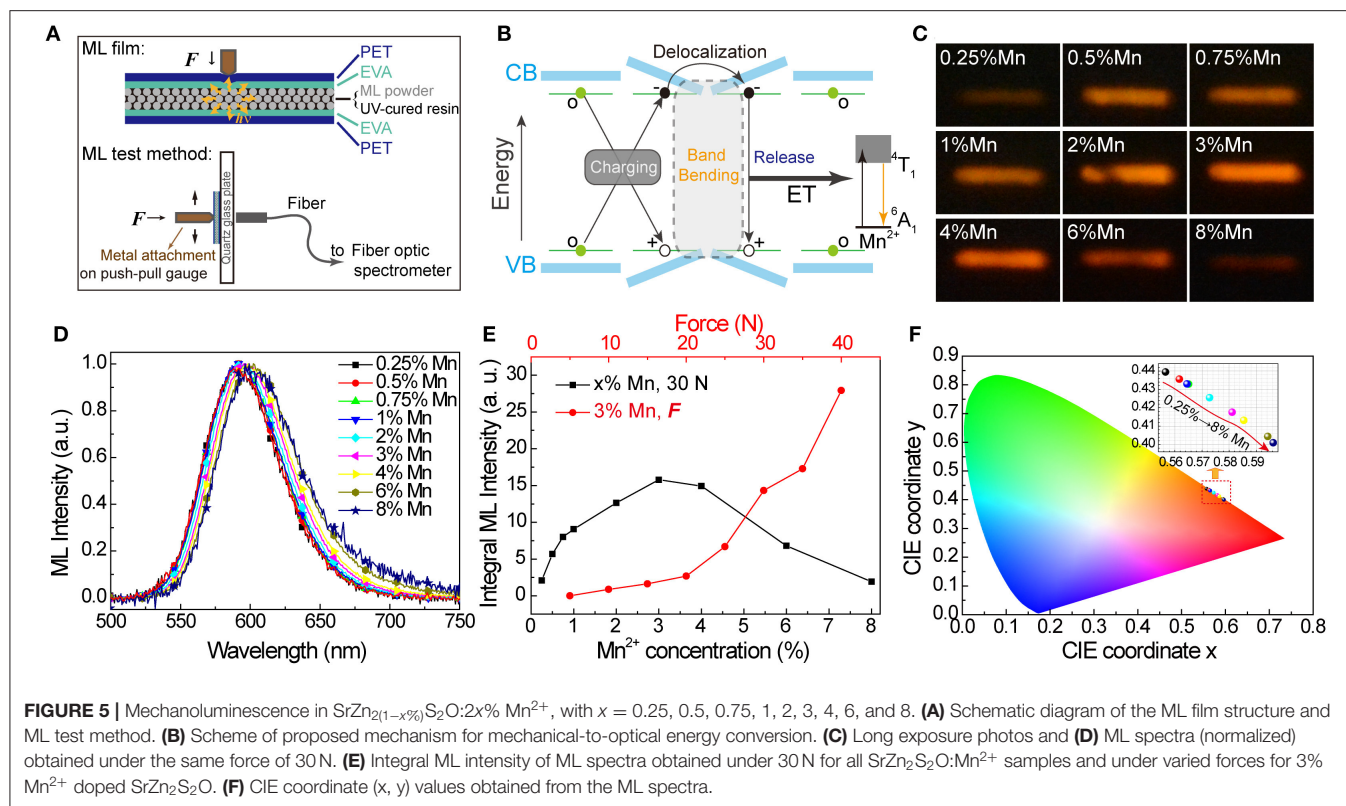 A
ML film:
F ↓
PET
EVA
ML powder
UV-cured resin
EVA
PET
ML test method:
Quartz glass plate
F→
Fiber
Metal attachment
on push-pull gauge
to Fiber optic
spectrometer
B
Delocalization
CB
- -
o o
Energy
Charging
Band
Bending
Release
ET
⁴T₁
⁶A₁
Mn²⁺
o + + o
VB
C
0.25%Mn 0.5%Mn 0.75%Mn
1%Mn 2%Mn 3%Mn
4%Mn 6%Mn 8%Mn
D
ML Intensity (a.u.)
1.0
0.8
0.6
0.4
0.2
0.0
0.25% Mn
0.5% Mn
0.75% Mn
1% Mn
2% Mn
3% Mn
4% Mn
6% Mn
8% Mn
500 550 600 650 700 750
Wavelength (nm)
E
Force (N)
0 10 20 30 40
Integral ML Intensity (a. u.)
30
25
20
15
10
5
0
x% Mn, 30 N
3% Mn, F
0 1 2 3 4 5 6 7 8
Mn²⁺ concentration (%)
F
CIE coordinate y
0.9
0.8
0.7
0.6
0.5
0.4
0.3
0.2
0.1
0.0
0.44
0.43
0.42
0.41
0.40
0.25%→8% Mn
0.56 0.57 0.58 0.59
0.0 0.1 0.2 0.3 0.4 0.5 0.6 0.7 0.8
CIE coordinate x
FIGURE 5 | Mechanoluminescence in SrZn₂₍₁₋ₓ%₎S₂O:2x% Mn²⁺, with x = 0.25, 0.5, 0.75, 1, 2, 3, 4, 6, and 8. (A) Schematic diagram of the ML film structure and
ML test method. (B) Scheme of proposed mechanism for mechanical-to-optical energy conversion. (C) Long exposure photos and (D) ML spectra (normalized)
obtained under the same force of 30 N. (E) Integral ML intensity of ML spectra obtained under 30 N for all SrZn₂S₂O:Mn²⁺ samples and under varied forces for 3%
Mn²⁺ doped SrZn₂S₂O. (F) CIE coordinate (x, y) values obtained from the ML spectra.